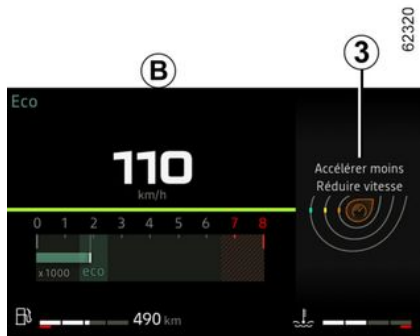 62320
B
3
Eco
110
km/h
Accélérer moins
Réduire vitesse
0 1 2 3 4 5 6 7 8
x 1000 eco
490 km